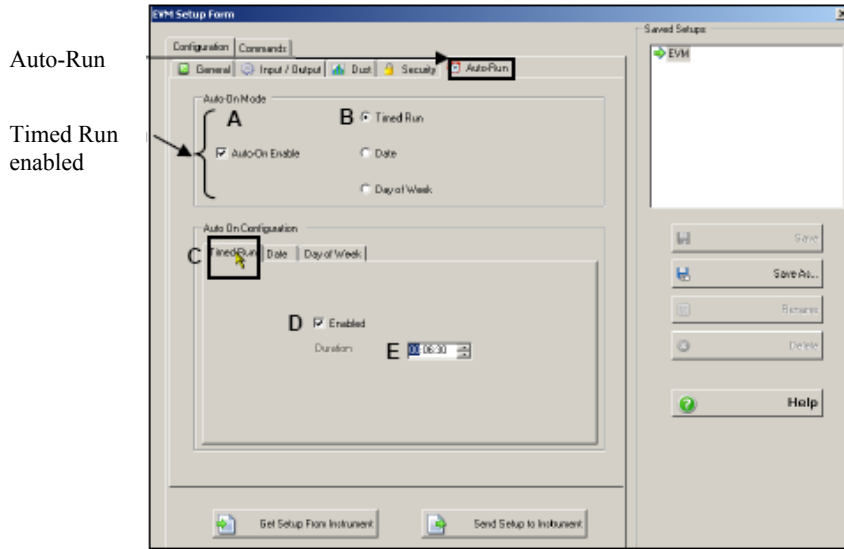 EVM Setup Form
Saved Setups
Auto-Run
Timed Run
enabled
Configuration Commands
General Input / Output Dust Security Auto-Run
EVM
Auto-On Mode
A B Timed Run
Auto-On Enable Date
Day of Week
Auto On Configuration
C Timed Run Date Day of Week
D Enabled
Duration E 00:06:30
Save
Save As...
Rename
Delete
Help
Get Setup From Instrument
Send Setup to Instrument